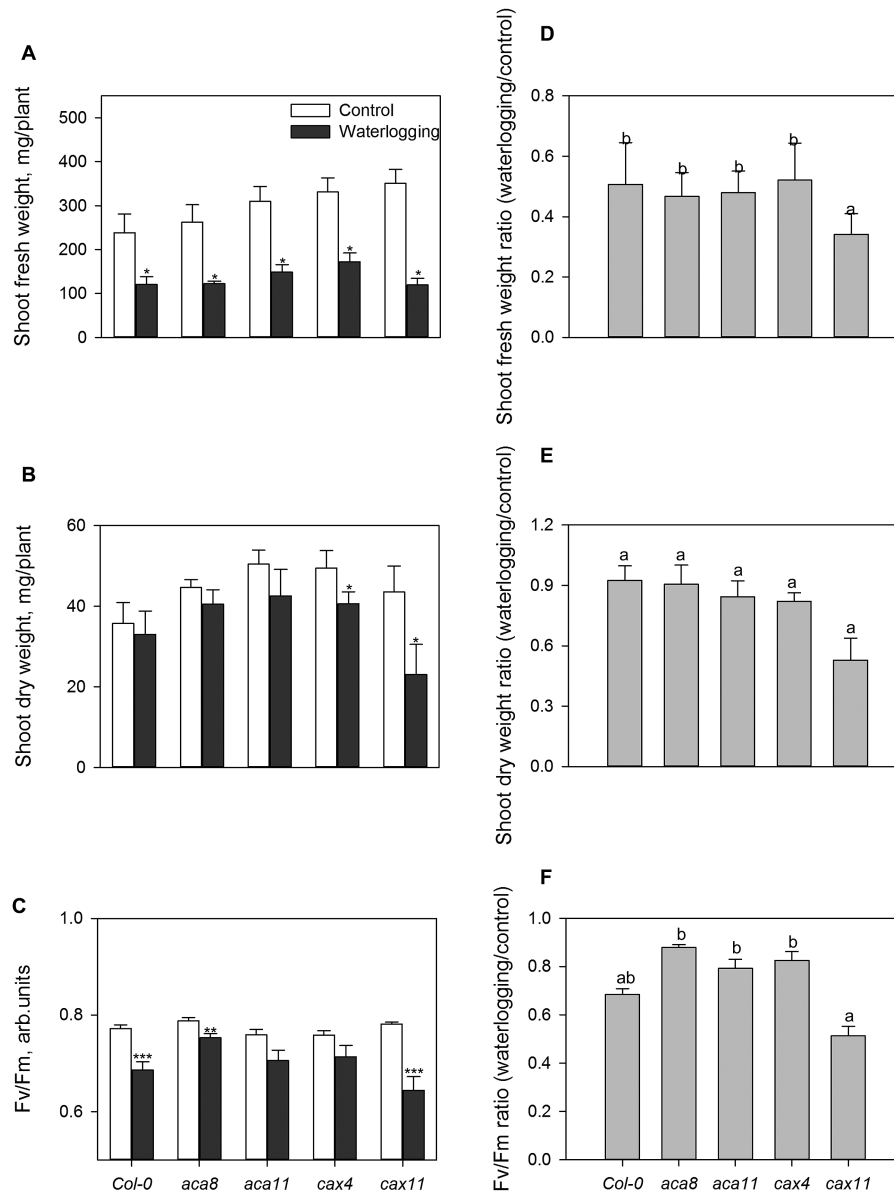 A
Shoot fresh weight, mg/plant
500
400
300
200
100
0
Control
Waterlogging
*
*
*
*
*
D
Shoot fresh weight ratio (waterlogging/control)
0.8
0.6
0.4
0.2
0.0
b
b
b
b
a
B
Shoot dry weight, mg/plant
60
40
20
0
*
*
E
Shoot dry weight ratio (waterlogging/control)
1.2
0.9
0.6
0.3
0.0
a
a
a
a
a
C
Fv/Fm, arb.units
1.0
0.8
0.6
***
**
***
Col-0 aca8 aca11 cax4 cax11
F
Fv/Fm ratio (waterlogging/control)
1.0
0.8
0.6
0.4
0.2
0.0
ab
b
b
b
a
Col-0 aca8 aca11 cax4 cax11